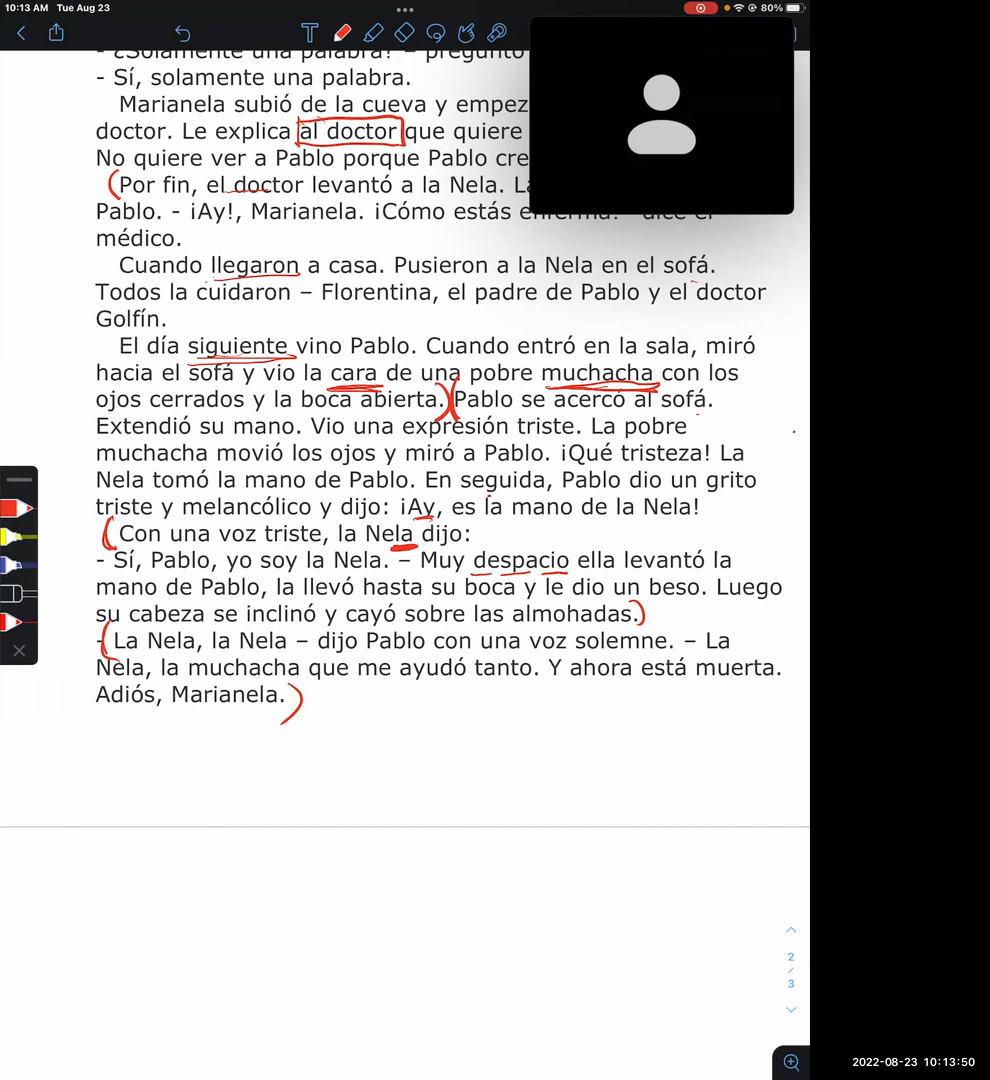 10:13 AM Tue Aug 23
80%
- ¿Solamente una palabra? – preguntó
- Sí, solamente una palabra.
Marianela subió de la cueva y
doctor. Le explica al doctor que quiere
No quiere ver a Pablo porque Pablo
Por fin, el doctor levantó a la Nela.
Pablo. - ¡Ay!, Marianela. ¡Cómo estás enferma! - dice el
médico.
Cuando llegaron a casa. Pusieron a la Nela en el sofá.
Todos la cuidaron – Florentina, el padre de Pablo y el doctor
Golfín.
El día siguiente vino Pablo. Cuando entró en la sala, miró
hacia el sofá y vio la cara de una pobre muchacha con los
ojos cerrados y la boca abierta. Pablo se acercó al sofá.
Extendió su mano. Vio una expresión triste. La pobre
muchacha movió los ojos y miró a Pablo. ¡Qué tristeza! La
Nela tomó la mano de Pablo. En seguida, Pablo dio un grito
triste y melancólico y dijo: ¡Ay, es la mano de la Nela!
Con una voz triste, la Nela dijo:
- Sí, Pablo, yo soy la Nela. – Muy despacio ella levantó la
mano de Pablo, la llevó hasta su boca y le dio un beso. Luego
su cabeza se inclinó y cayó sobre las almohadas.
- La Nela, la Nela – dijo Pablo con una voz solemne. – La
Nela, la muchacha que me ayudó tanto. Y ahora está muerta.
Adiós, Marianela.
2
/
3
2022-08-23 10:13:50